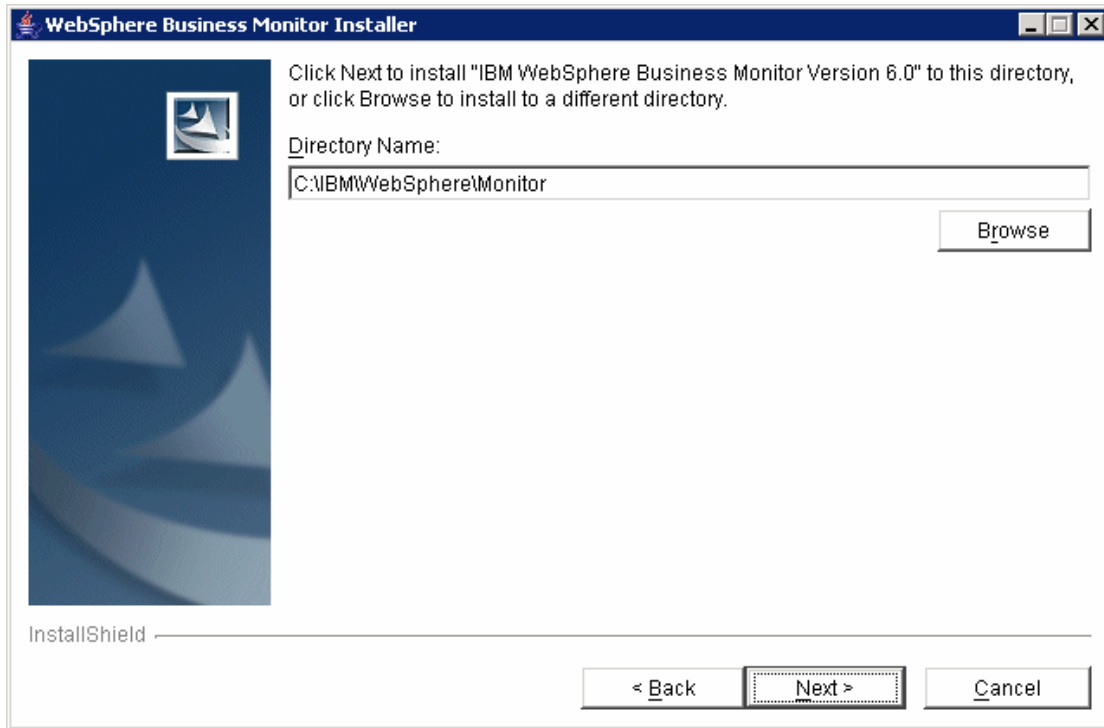 WebSphere Business Monitor Installer
Click Next to install "IBM WebSphere Business Monitor Version 6.0" to this directory,
or click Browse to install to a different directory.
Directory Name:
C:\IBM\WebSphere\Monitor
Browse
InstallShield
< Back Next > Cancel